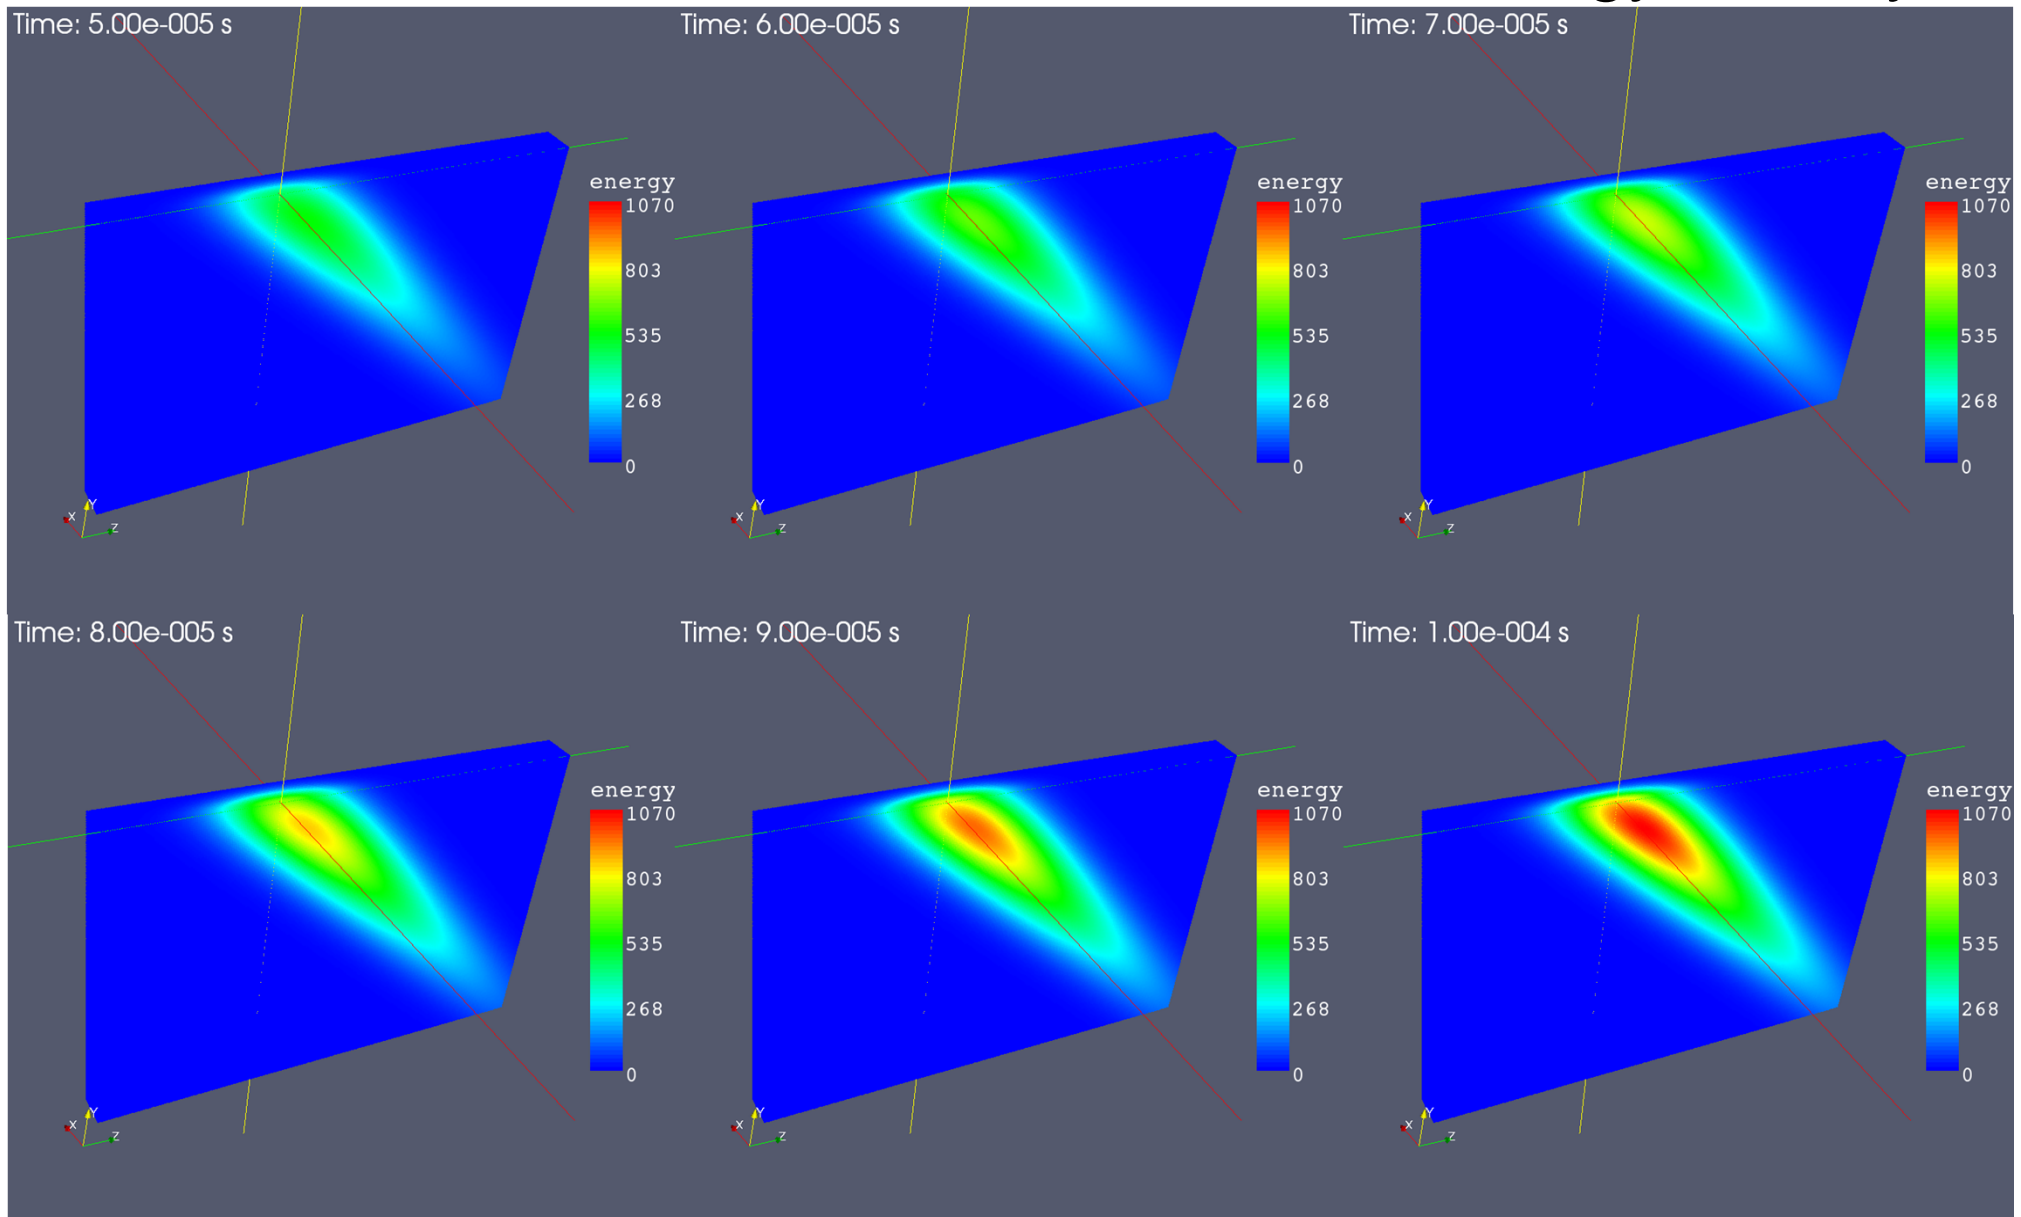 Time: 5.00e-005 s
energy
1070
803
535
268
0
Y
X
Z
Time: 6.00e-005 s
energy
1070
803
535
268
0
Y
X
Z
Time: 7.00e-005 s
energy
1070
803
535
268
0
Y
X
Z
Time: 8.00e-005 s
energy
1070
803
535
268
0
Y
X
Z
Time: 9.00e-005 s
energy
1070
803
535
268
0
Y
X
Z
Time: 1.00e-004 s
energy
1070
803
535
268
0
Y
X
Z